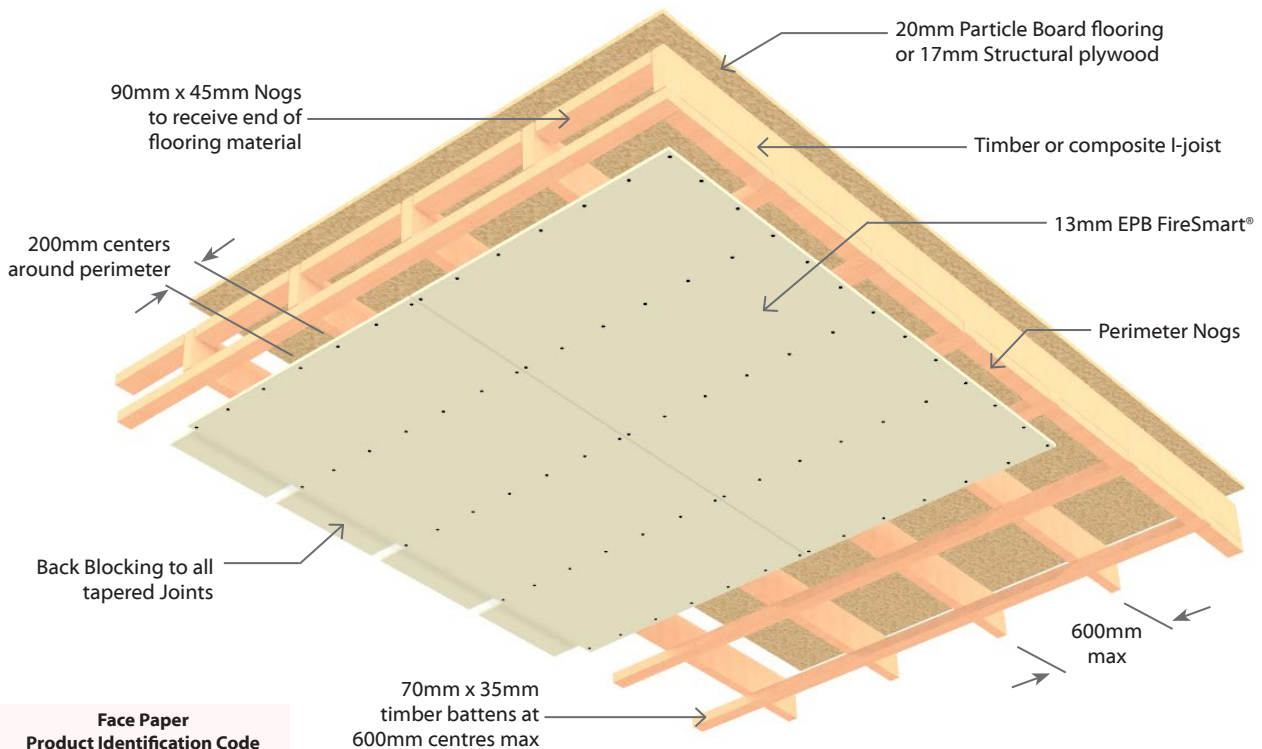 20mm Particle Board flooring
or 17mm Structural plywood
90mm x 45mm Nogs
to receive end of
flooring material
Timber or composite I-joist
13mm EPB FireSmart®
200mm centers
around perimeter
Perimeter Nogs
Back Blocking to all
tapered Joints
600mm
max
70mm x 35mm
timber battens at
600mm centres max
Face Paper
Product Identification Code